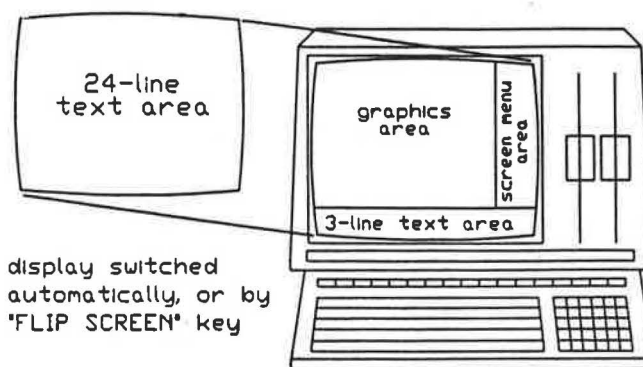 24-line
text area
graphics
area
screen menu
area
3-line text area
display switched
automatically, or by
"FLIP SCREEN" key